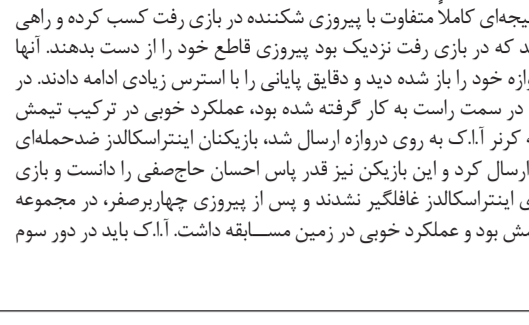 نتیجه‌ای کاملاً متفاوت با پیروزی شکننده در بازی رفت کسب کرده و راهی
که در بازی رفت نزدیک بود پیروزی قاطع خود را از دست بدهند. آنها
خود را باز شده دید و دقایق پایانی را با استرس زیادی ادامه دادند. در
در سمت راست به کار گرفته شده بود، عملکرد خوبی در ترکیب تیمش
کرنر آ.ا.ک به روی دروازه ارسال شد، بازیکنان اینتراسکالدز ضدحمله‌ای
ارسال کرد و این بازیکن نیز قدر پاس احسان حاج‌صفی را دانست و بازی
اینتراسکالدز غافلگیر نشدند و پس از پیروزی چهاربرصفر، در مجموعه
بود و عملکرد خوبی در زمین مســابقه داشت. آ.ا.ک باید در دور سوم